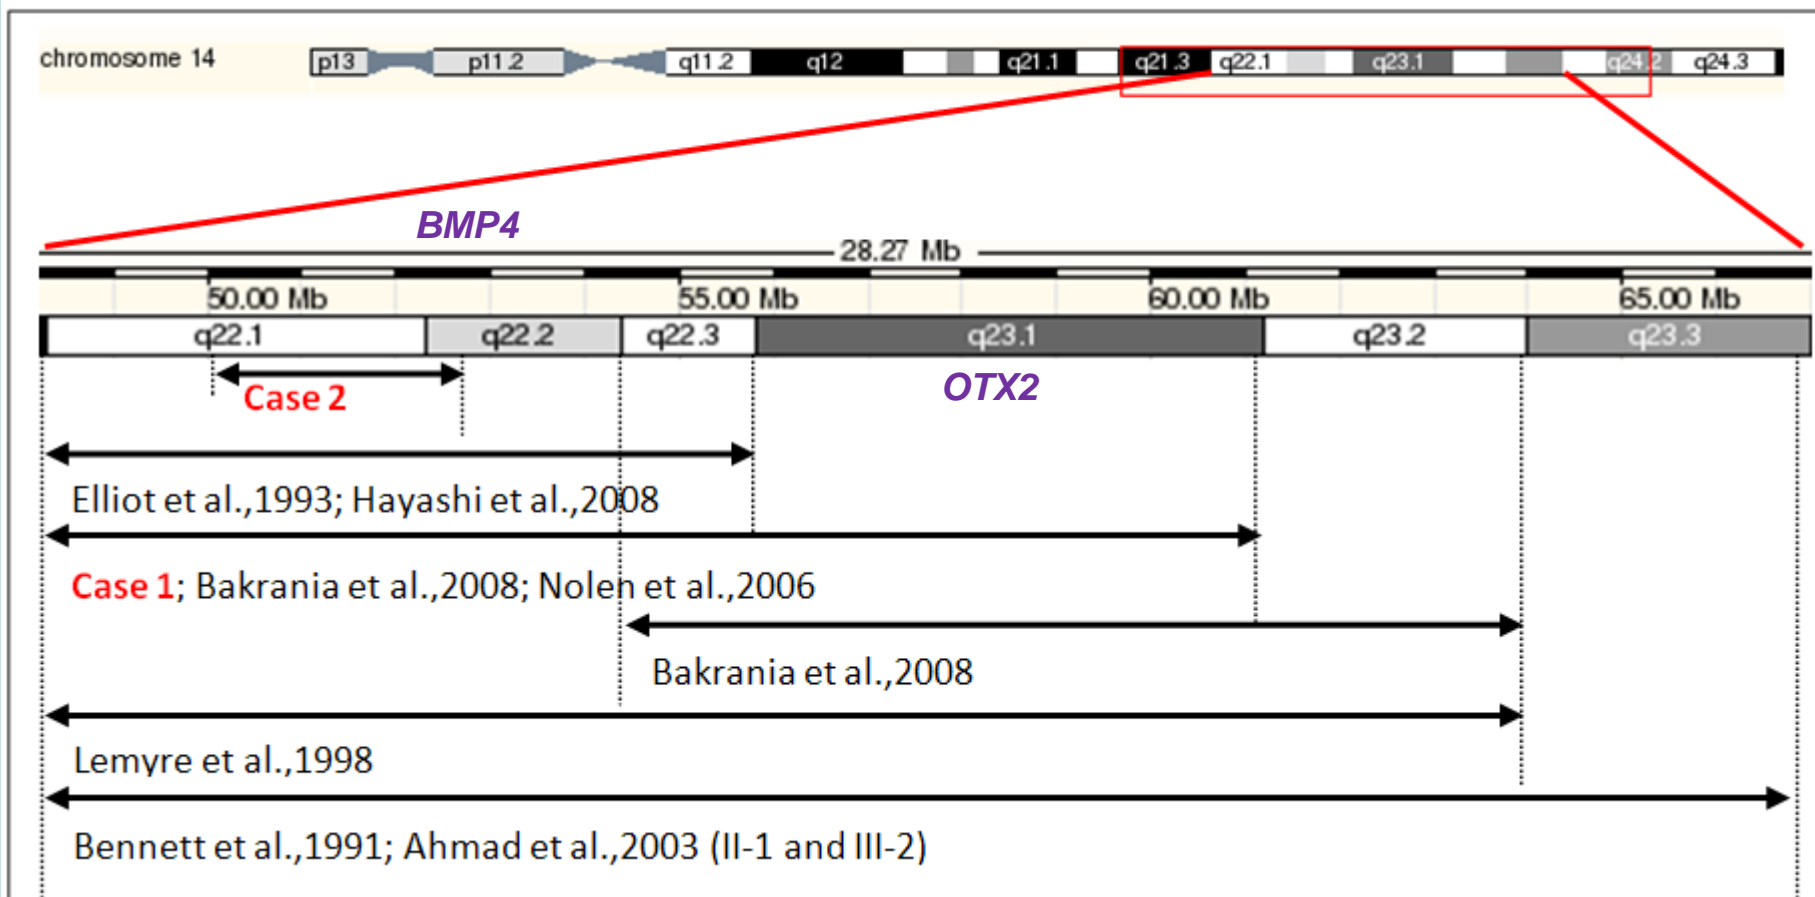 chromosome 14 p13 p11.2 q11.2 q12 q21.1 q21.3 q22.1 q23.1 q24.2 q24.3
BMP4
28.27 Mb
50.00 Mb 55.00 Mb 60.00 Mb 65.00 Mb
q22.1 q22.2 q22.3 q23.1 q23.2 q23.3
OTX2
Case 2
Elliot et al.,1993; Hayashi et al.,2008
Case 1; Bakrania et al.,2008; Nolen et al.,2006
Bakrania et al.,2008
Lemyre et al.,1998
Bennett et al.,1991; Ahmad et al.,2003 (II-1 and III-2)